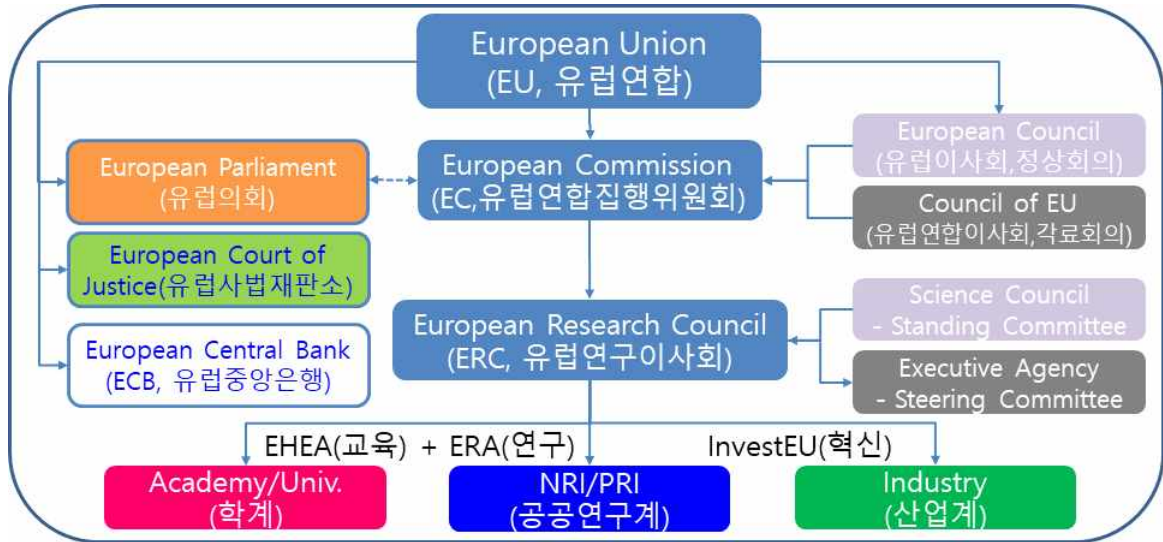 European Union
(EU, 유럽연합)
European Parliament
(유럽의회)
European Commission
(EC,유럽연합집행위원회)
European Council
(유럽이사회,정상회의)
Council of EU
(유럽연합이사회,각료회의)
European Court of
Justice(유럽사법재판소)
European Central Bank
(ECB, 유럽중앙은행)
European Research Council
(ERC, 유럽연구이사회)
Science Council
- Standing Committee
Executive Agency
- Steering Committee
EHEA(교육) + ERA(연구)
InvestEU(혁신)
Academy/Univ.
(학계)
NRI/PRI
(공공연구계)
Industry
(산업계)